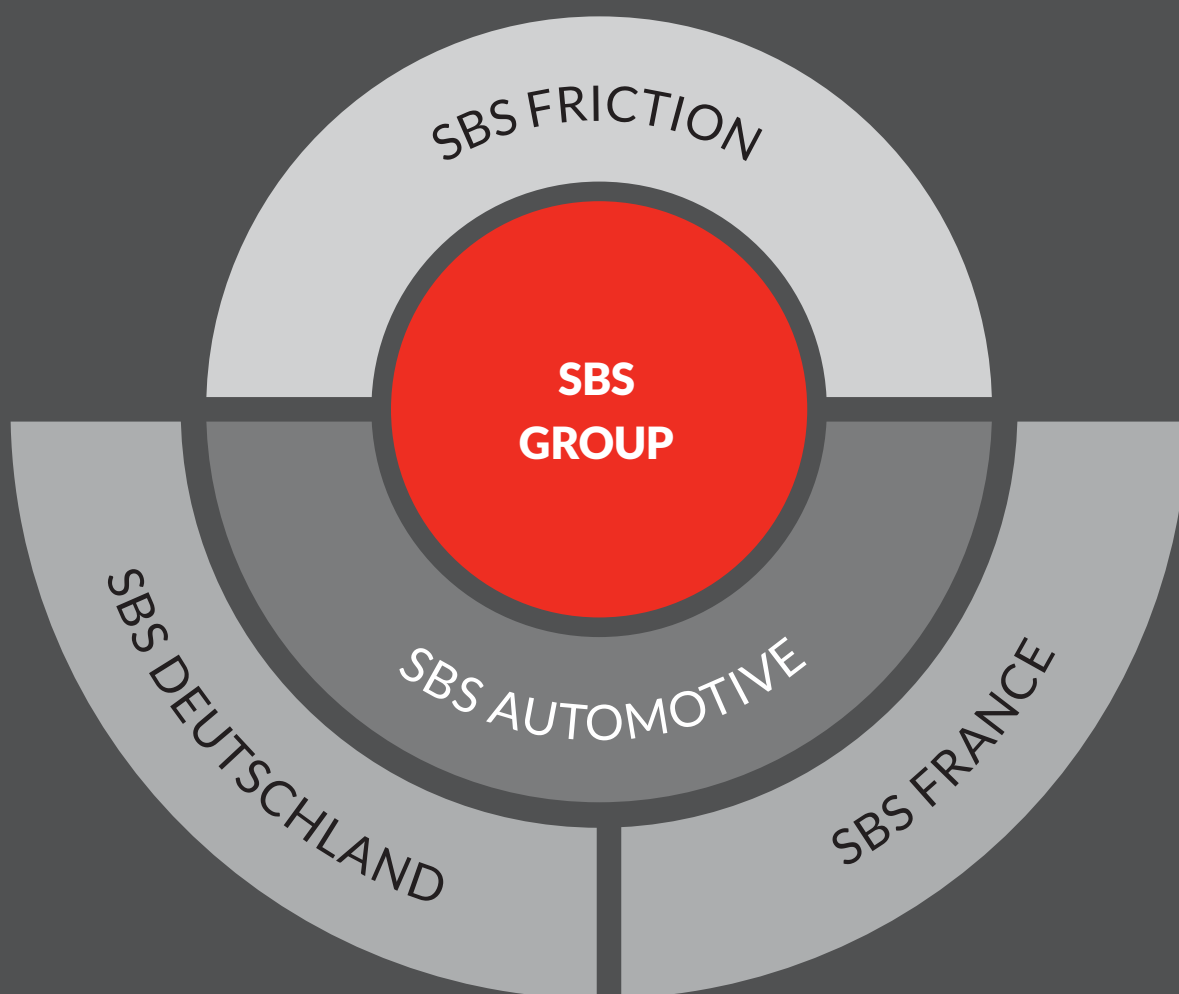 SBS FRICTION
SBS
GROUP
SBS AUTOMOTIVE
SBS DEUTSCHLAND
SBS FRANCE